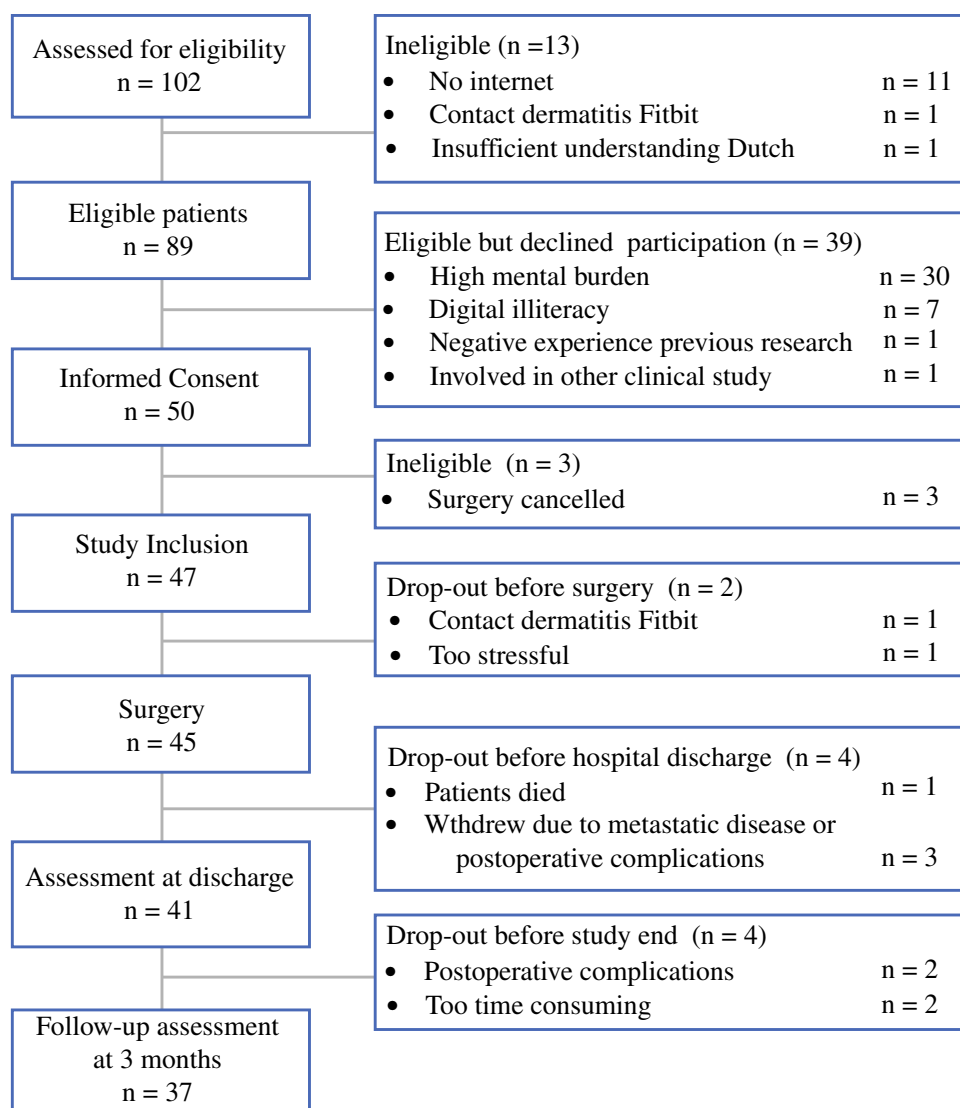 Assessed for eligibility
n = 102
Ineligible (n =13)
• No internet n = 11
• Contact dermatitis Fitbit n = 1
• Insufficient understanding Dutch n = 1
Eligible patients
n = 89
Eligible but declined participation (n = 39)
• High mental burden n = 30
• Digital illiteracy n = 7
• Negative experience previous research n = 1
• Involved in other clinical study n = 1
Informed Consent
n = 50
Ineligible (n = 3)
• Surgery cancelled n = 3
Study Inclusion
n = 47
Drop-out before surgery (n = 2)
• Contact dermatitis Fitbit n = 1
• Too stressful n = 1
Surgery
n = 45
Drop-out before hospital discharge (n = 4)
• Patients died n = 1
• Wthdrew due to metastatic disease or
postoperative complications n = 3
Assessment at discharge
n = 41
Drop-out before study end (n = 4)
• Postoperative complications n = 2
• Too time consuming n = 2
Follow-up assessment
at 3 months
n = 37